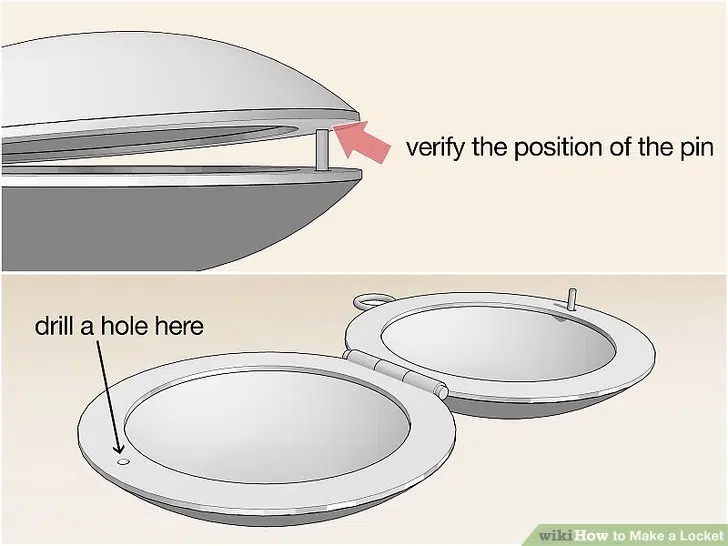 verify the position of the pin
drill a hole here
wikiHow to Make a Locket